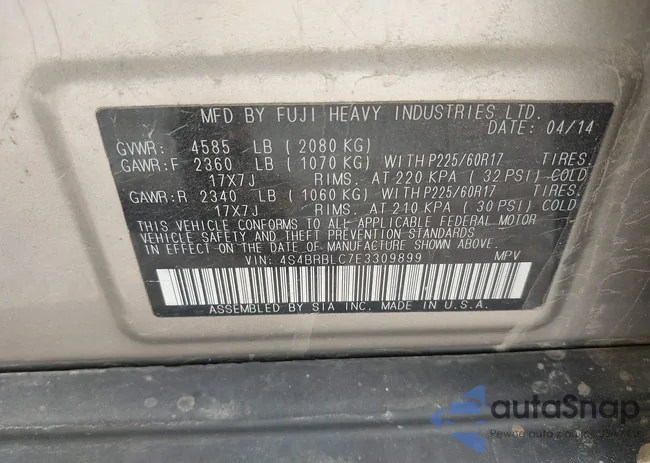 MFD BY FUJI HEAVY INDUSTRIES LTD.
DATE: 04/14
GVWR: 4585 LB (2080 KG)
GAWR:F 2360 LB (1070 KG) WITH P225/60R17 TIRES.
17X7J RIMS. AT 220 KPA (32 PSI) COLD
GAWR:R 2340 LB (1060 KG) WITH P225/60R17 TIRES.
17X7J RIMS. AT 210 KPA (30 PSI) COLD
THIS VEHICLE CONFORMS TO ALL APPLICABLE FEDERAL MOTOR
VEHICLE SAFETY AND THEFT PREVENTION STANDARDS
IN EFFECT ON THE DATE OF MANUFACTURE SHOWN ABOVE.
VIN: 4S4BRBLC7E3309899 MPV
ASSEMBLED BY SIA INC. MADE IN U.S.A.
autoSnap
Pewne auto z